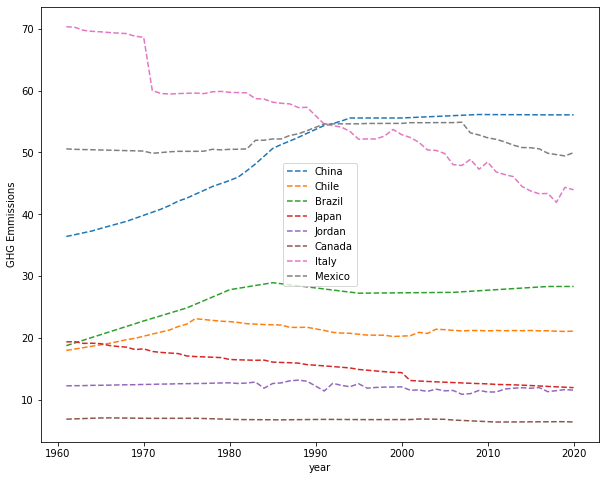 70
60
50
40
30
20
10
GHG Emmissions
China
Chile
Brazil
Japan
Jordan
Canada
Italy
Mexico
1960
1970
1980
1990
2000
2010
2020
year